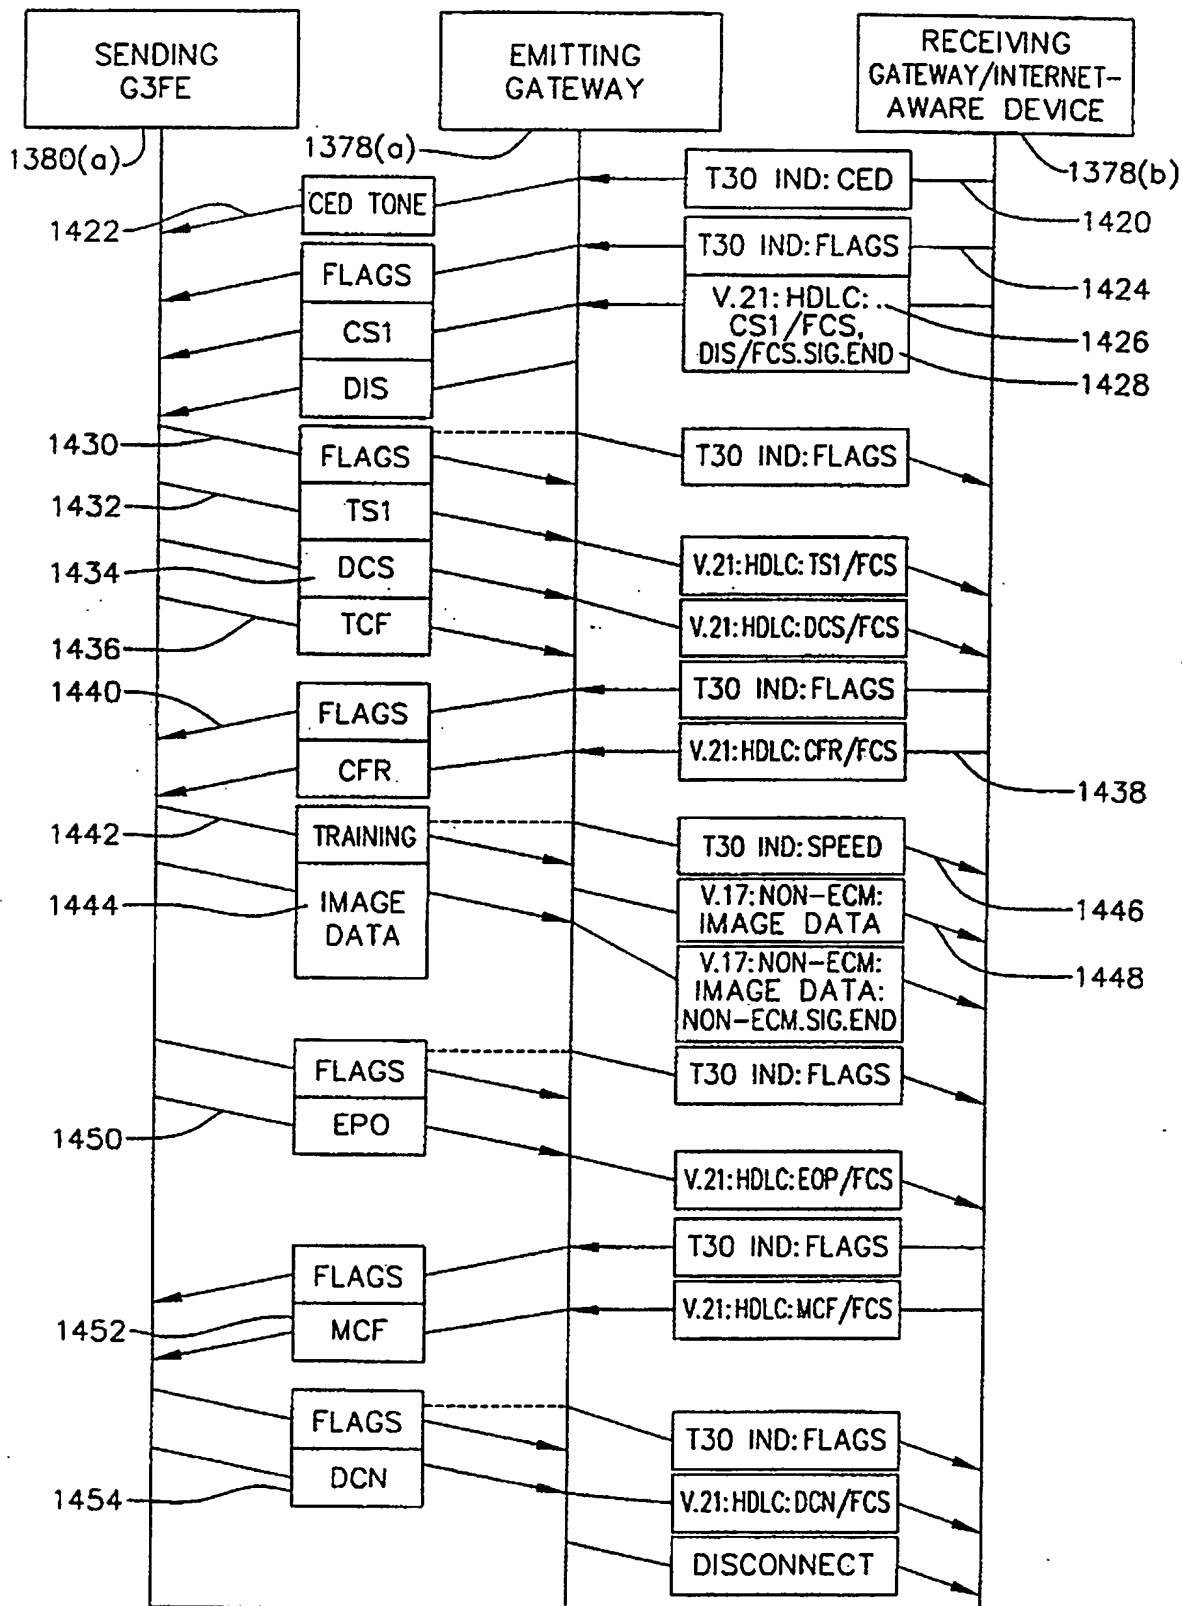 SENDING
G3FE
EMITTING
GATEWAY
RECEIVING
GATEWAY/INTERNET-
AWARE DEVICE
1380(a)
1378(a)
1378(b)
T30 IND: CED
CED TONE
1422
1420
T30 IND: FLAGS
FLAGS
1424
V.21:HDLC:
CS1/FCS,
DIS/FCS.SIG.END
CS1
1426
DIS
1428
1430
FLAGS
T30 IND: FLAGS
1432
TS1
V.21:HDLC:TS1/FCS
1434
DCS
V.21:HDLC:DCS/FCS
1436
TCF
1440
FLAGS
T30 IND: FLAGS
CFR
V.21:HDLC:CFR/FCS
1438
1442
TRAINING
T30 IND: SPEED
1444
IMAGE
DATA
V.17:NON-ECM:
IMAGE DATA
1446
1448
V.17:NON-ECM:
IMAGE DATA:
NON-ECM.SIG.END
FLAGS
T30 IND: FLAGS
1450
EPO
V.21:HDLC:EOP/FCS
FLAGS
T30 IND: FLAGS
1452
MCF
V.21:HDLC:MCF/FCS
FLAGS
T30 IND: FLAGS
1454
DCN
V.21:HDLC:DCN/FCS
DISCONNECT